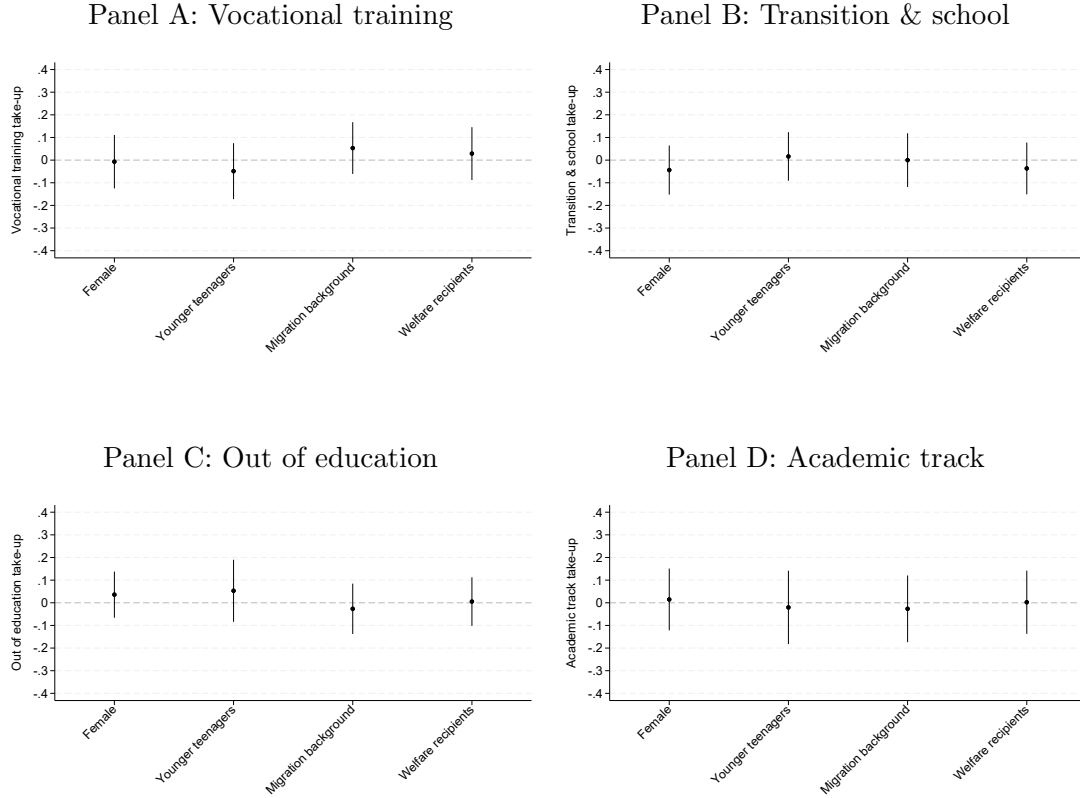 Panel A: Vocational training
Vocational training take-up
.4
.3
.2
.1
0
-.1
-.2
-.3
-.4
Female
Younger teenagers
Migration background
Welfare recipients
Panel B: Transition & school
Transition & school take-up
.4
.3
.2
.1
0
-.1
-.2
-.3
-.4
Female
Younger teenagers
Migration background
Welfare recipients
Panel C: Out of education
Out of education take-up
.4
.3
.2
.1
0
-.1
-.2
-.3
-.4
Female
Younger teenagers
Migration background
Welfare recipients
Panel D: Academic track
Academic track take-up
.4
.3
.2
.1
0
-.1
-.2
-.3
-.4
Female
Younger teenagers
Migration background
Welfare recipients